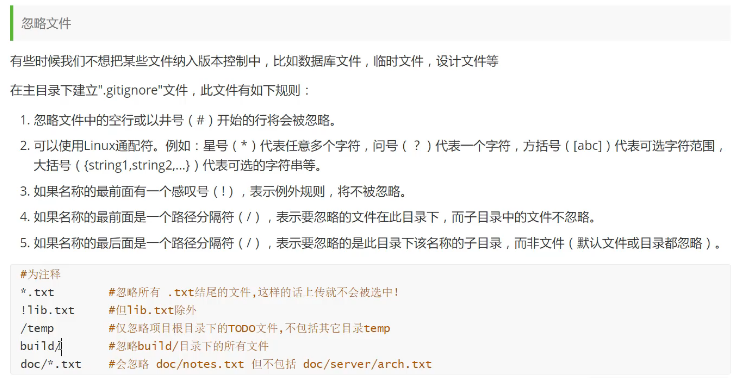 忽略文件
有些时候我们不想把某些文件纳入版本控制中，比如数据库文件，临时文件，设计文件等
在主目录下建立".gitignore"文件，此文件有如下规则：
1. 忽略文件中的空行或以井号（#）开始的行将会被忽略。
2. 可以使用Linux通配符。例如：星号（*）代表任意多个字符，问号（？）代表一个字符，方括号（[abc]）代表可选字符范围，
大括号（{string1,string2,...}）代表可选的字符串等。
3. 如果名称的最前面有一个感叹号（!），表示例外规则，将不被忽略。
4. 如果名称的最前面是一个路径分隔符（/），表示要忽略的文件在此目录下，而子目录中的文件不忽略。
5. 如果名称的最后面是一个路径分隔符（/），表示要忽略的是此目录下该名称的子目录，而非文件（默认文件或目录都忽略）。
#为注释
*.txt #忽略所有 .txt结尾的文件,这样的话上传就不会被选中!
!lib.txt #但lib.txt除外
/temp #仅忽略项目根目录下的TODO文件,不包括其它目录temp
build/ #忽略build/目录下的所有文件
doc/*.txt #会忽略 doc/notes.txt 但不包括 doc/server/arch.txt